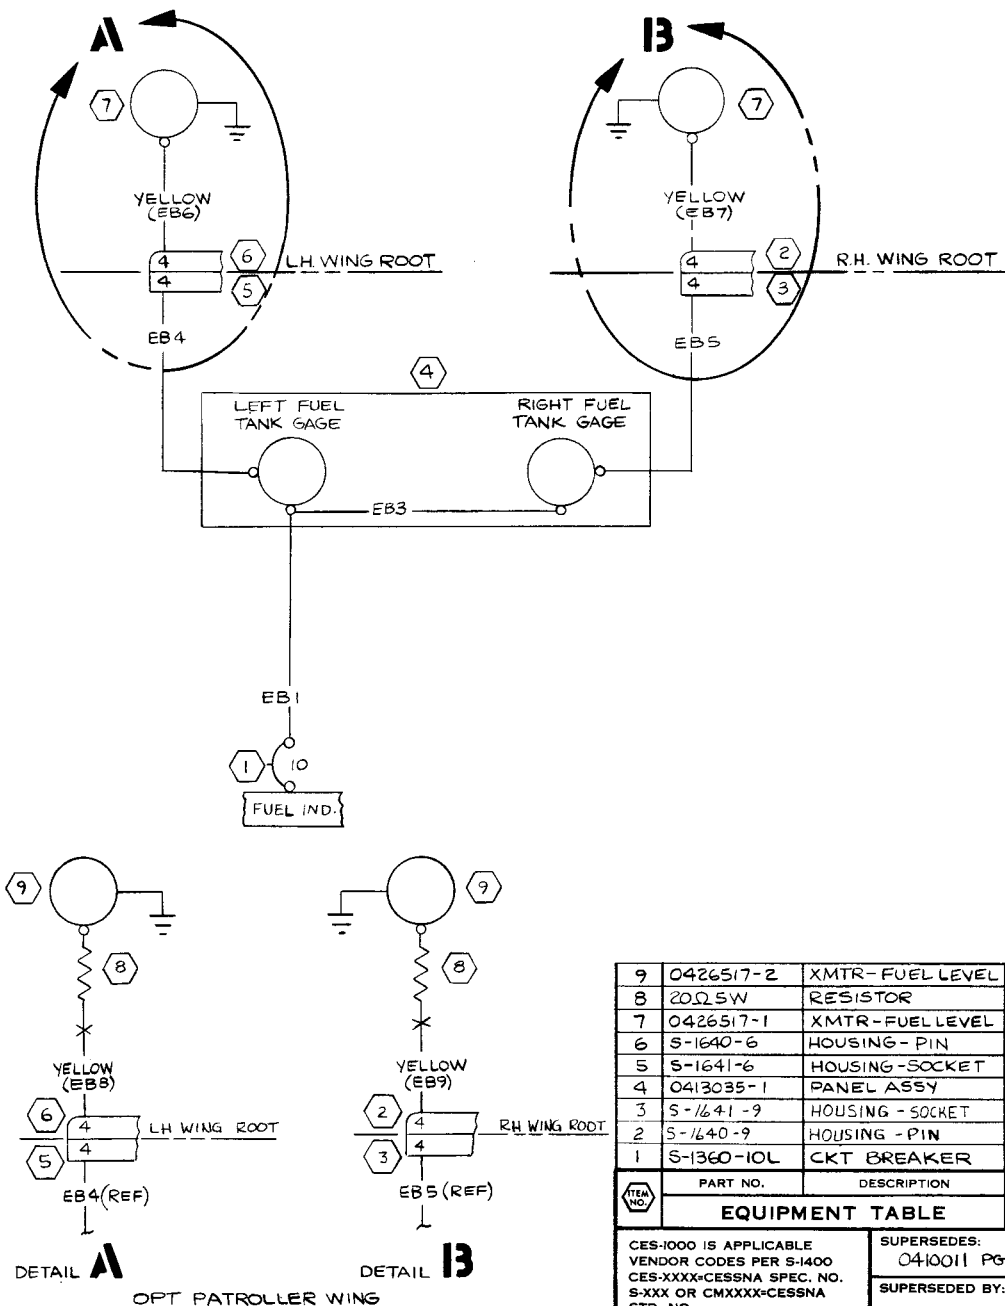 A
B
7
7
YELLOW
(EB6)
YELLOW
(EB7)
4
6
L.H. WING ROOT
4
5
4
2
R.H. WING ROOT
4
3
EB4
EB5
4
LEFT FUEL
TANK GAGE
RIGHT FUEL
TANK GAGE
EB3
EB1
1
10
FUEL IND.
9
9
8
8
YELLOW
(EB8)
YELLOW
(EB9)
6
4
LH WING ROOT
5
4
2
4
RH WING ROOT
3
4
EB4(REF)
EB5(REF)
DETAIL A
DETAIL B
OPT PATROLLER WING
9 0426517-2 XMTR-FUEL LEVEL
8 20Ω5W RESISTOR
7 0426517-1 XMTR-FUEL LEVEL
6 S-1640-6 HOUSING-PIN
5 S-1641-6 HOUSING-SOCKET
4 0413035-1 PANEL ASSY
3 S-1641-9 HOUSING-SOCKET
2 S-1640-9 HOUSING-PIN
1 S-1360-10L CKT BREAKER
ITEM NO. PART NO. DESCRIPTION
EQUIPMENT TABLE
CES-1000 IS APPLICABLE
VENDOR CODES PER S-1400
CES-XXXX=CESSNA SPEC. NO.
S-XXX OR CMXXXX=CESSNA
SUPERSEDES:
0410011 PG
SUPERSEDED BY: